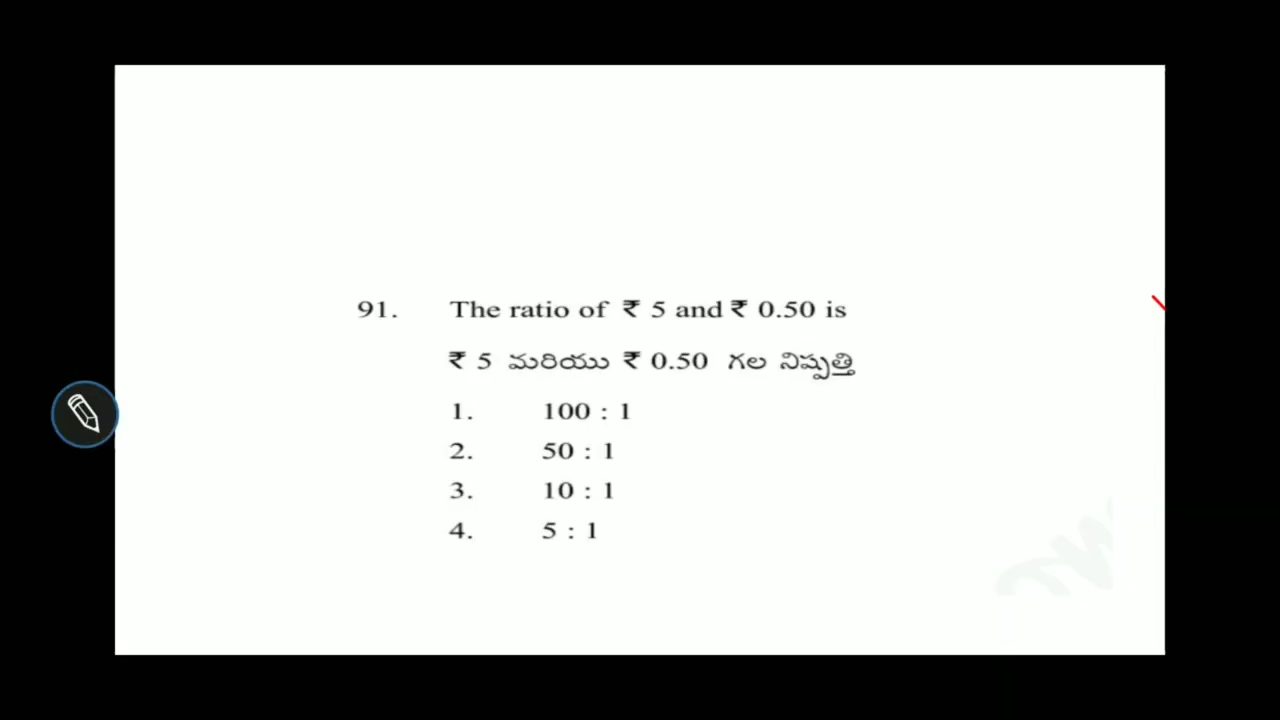 91. The ratio of ₹ 5 and ₹ 0.50 is
₹ 5 మరియు ₹ 0.50 గల నిష్పత్తి
1. 100 : 1
2. 50 : 1
3. 10 : 1
4. 5 : 1